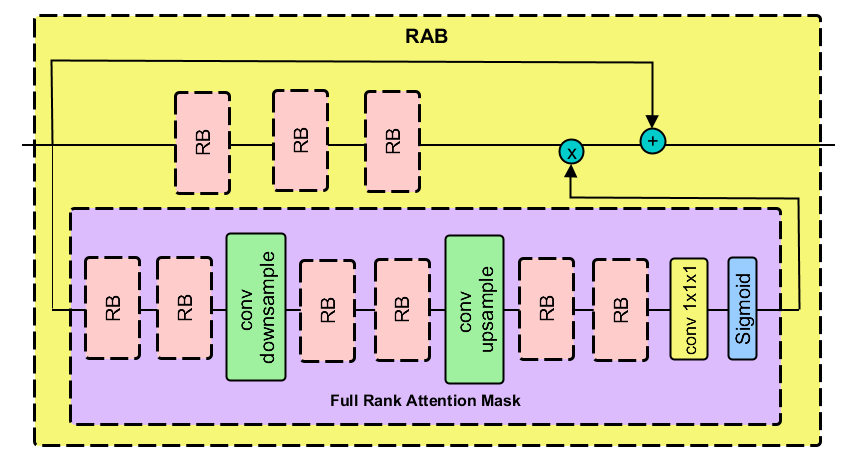 RAB
RB
RB
RB
+
x
RB
RB
conv
downsample
RB
RB
conv
upsample
RB
RB
conv 1x1x1
Sigmoid
Full Rank Attention Mask